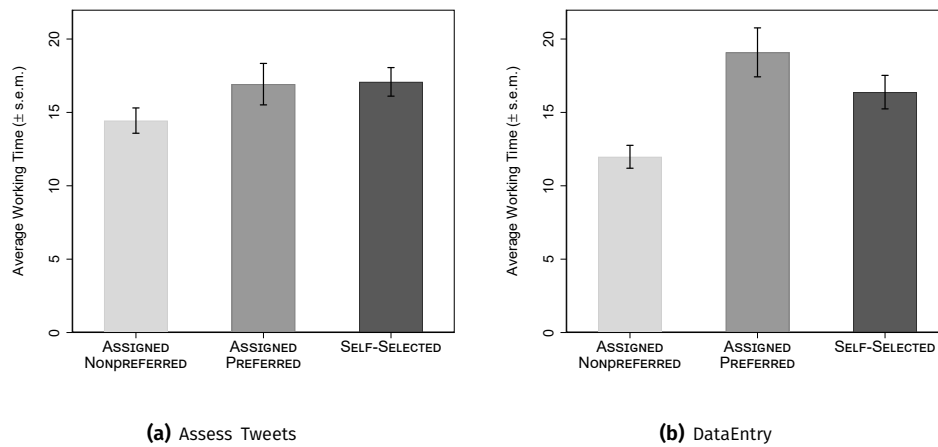 Average Working Time (± s.e.m.)
20
15
10
5
0
ASSIGNED
NONPREFERRED
ASSIGNED
PREFERRED
SELF-SELECTED
(a) Assess Tweets
Average Working Time (± s.e.m.)
20
15
10
5
0
ASSIGNED
NONPREFERRED
ASSIGNED
PREFERRED
SELF-SELECTED
(b) DataEntry